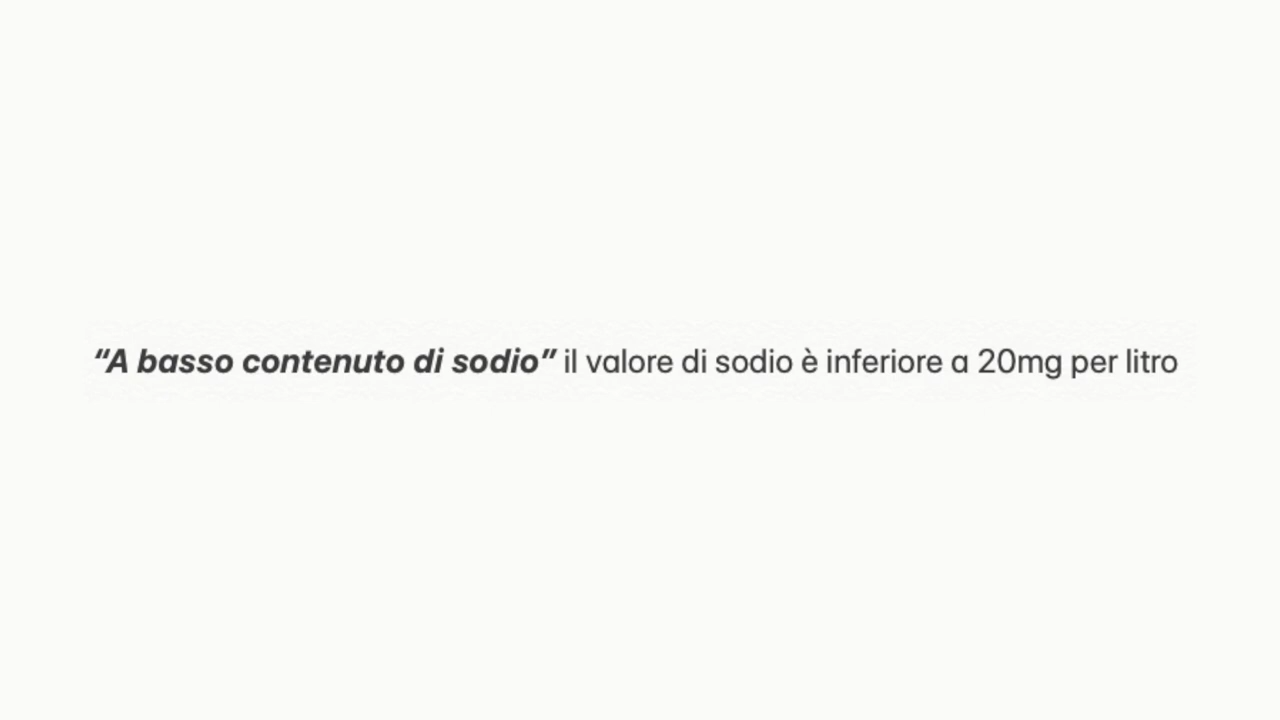 “A basso contenuto di sodio” il valore di sodio è inferiore a 20mg per litro